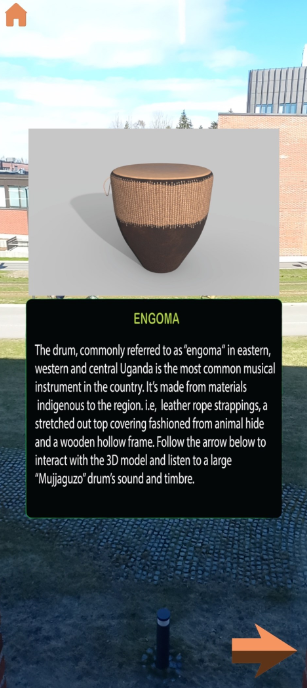 ENGOMA
The drum, commonly referred to as “engoma” in eastern,
western and central Uganda is the most common musical
instrument in the country. It's made from materials
indigenous to the region. i.e, leather rope strappings, a
stretched out top covering fashioned from animal hide
and a wooden hollow frame. Follow the arrow below to
interact with the 3D model and listen to a large
“Mujjaguzo” drum's sound and timbre.